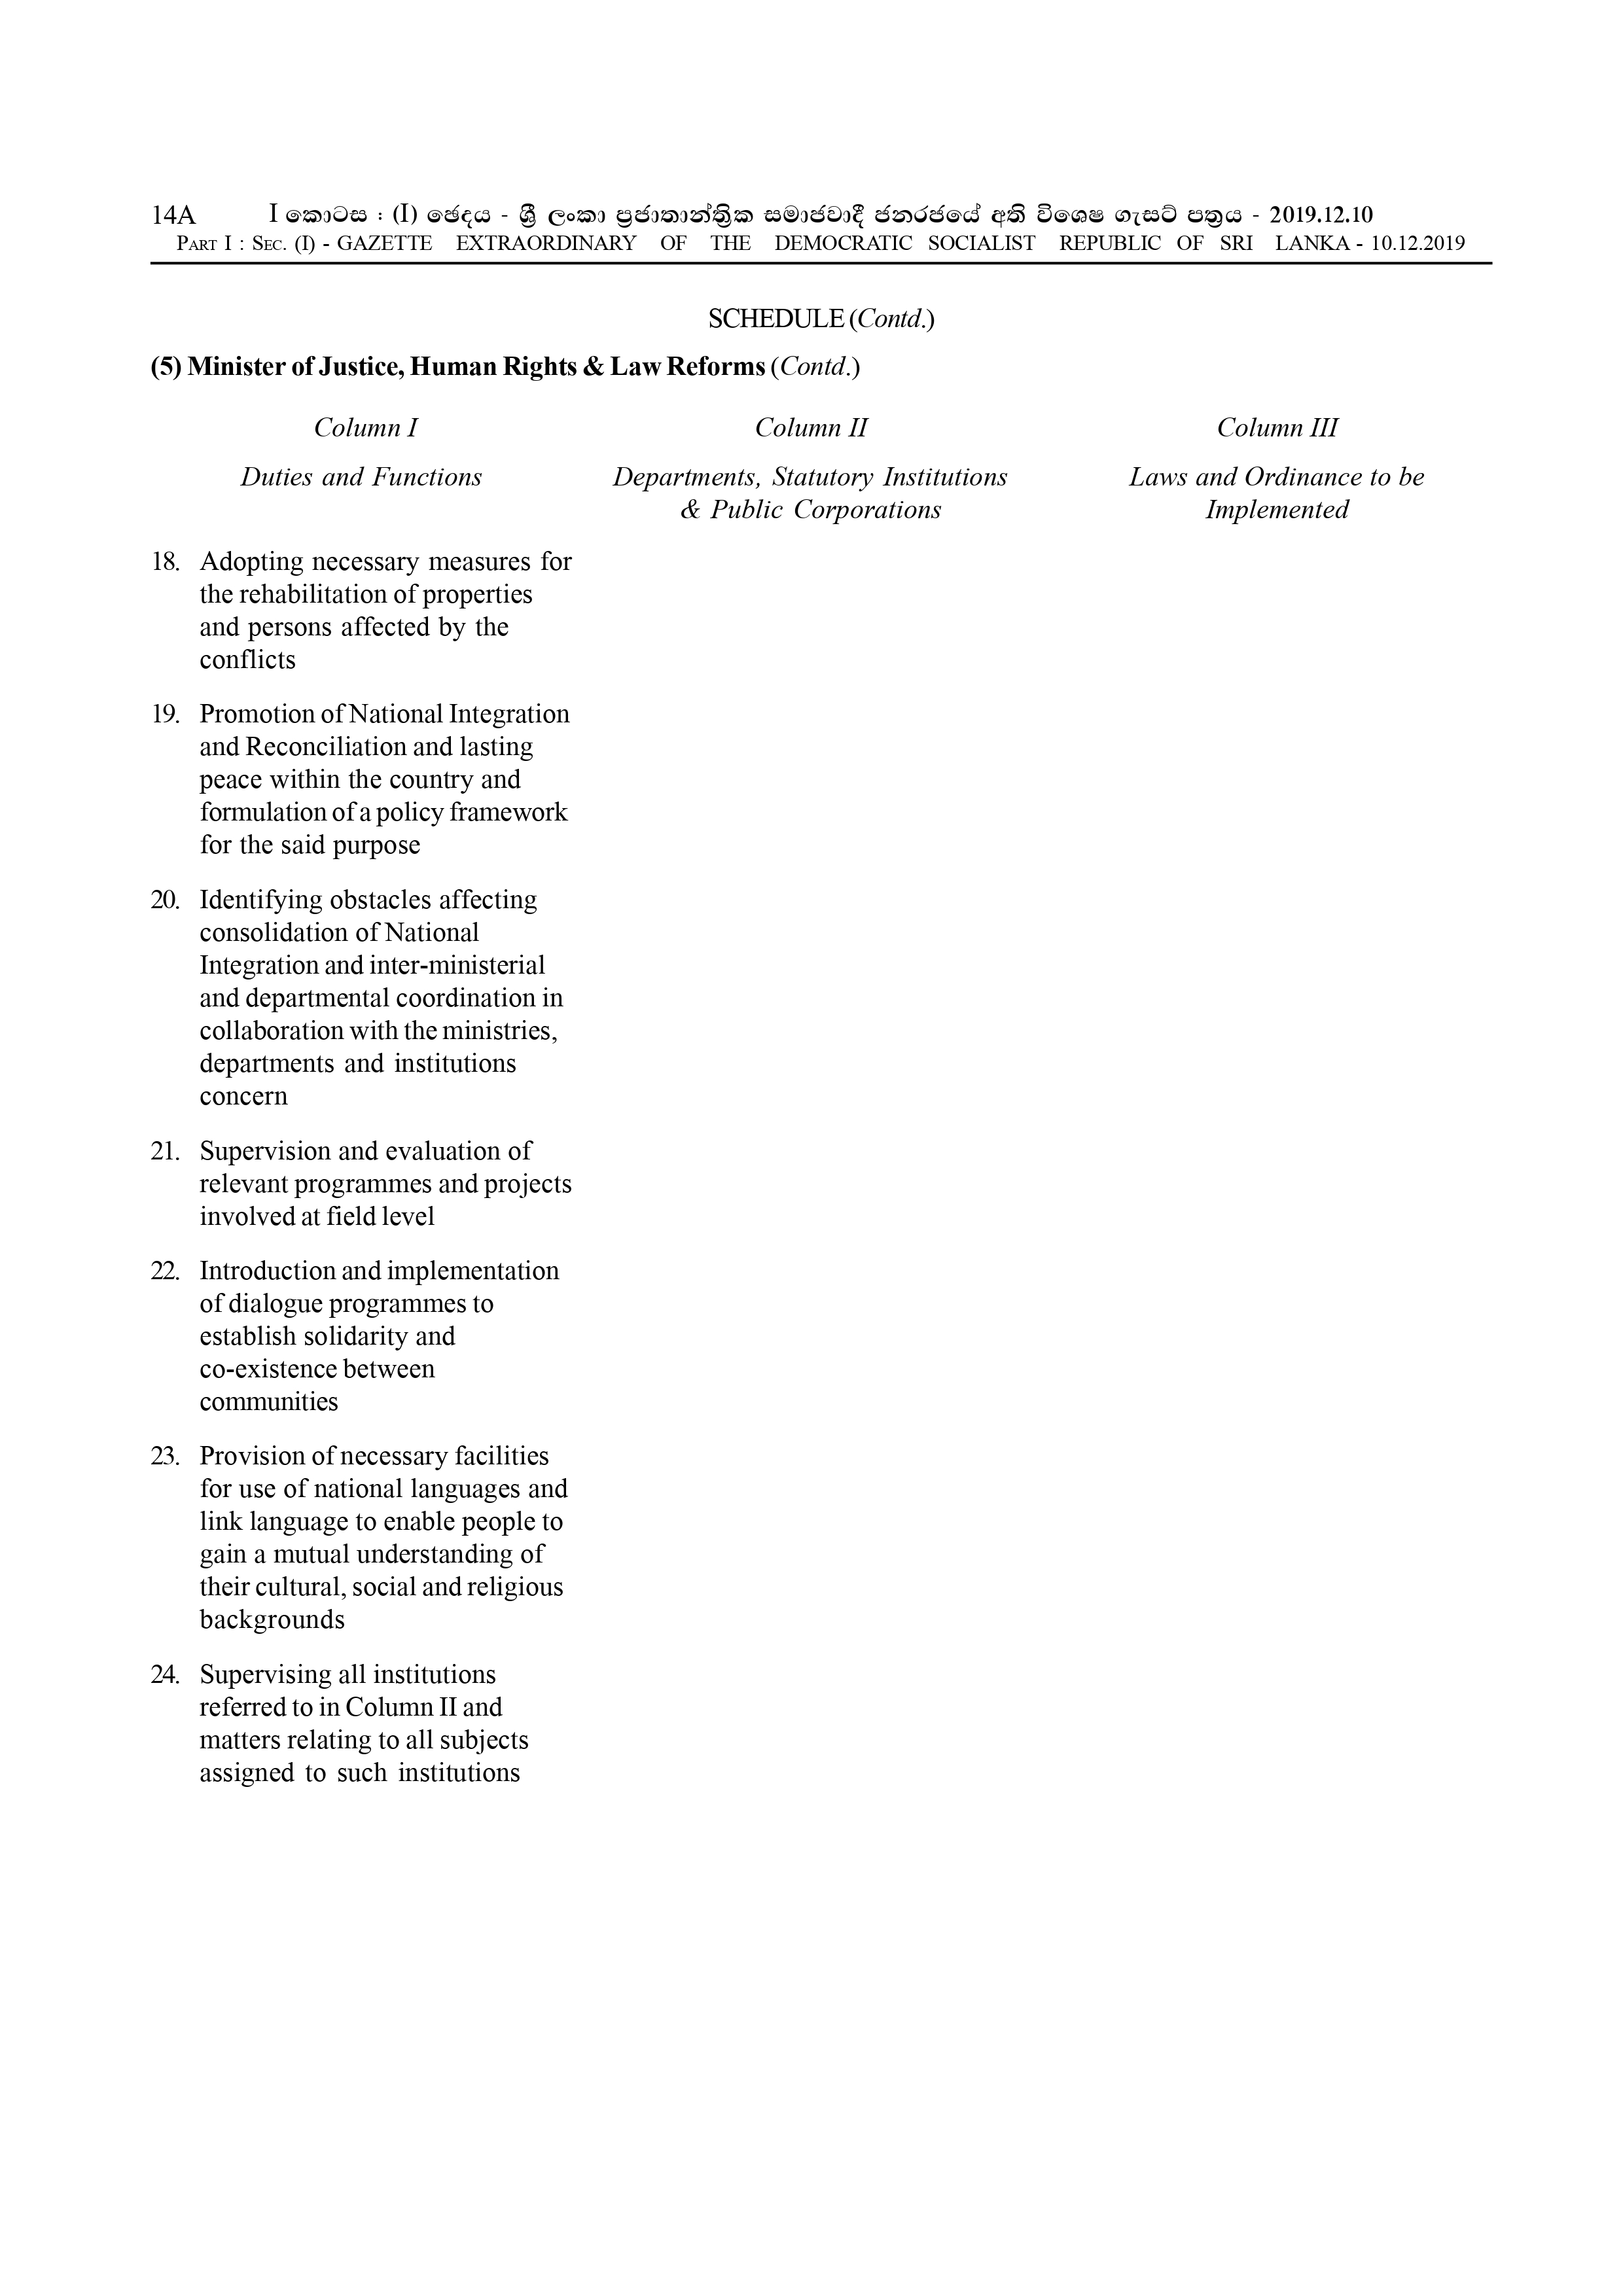 14A I කොටස : (I) ඡේදය - ශ්‍රී ලංකා ප්‍රජාතාන්ත්‍රික සමාජවාදී ජනරජයේ අති විශෙෂ ගැසට් පත්‍රය - 2019.12.10
PART I : SEC. (I) - GAZETTE EXTRAORDINARY OF THE DEMOCRATIC SOCIALIST REPUBLIC OF SRI LANKA - 10.12.2019
SCHEDULE (Contd.)
(5) Minister of Justice, Human Rights & Law Reforms (Contd.)
Column I Column II Column III
Duties and Functions Departments, Statutory Institutions Laws and Ordinance to be
& Public Corporations Implemented
18. Adopting necessary measures for
the rehabilitation of properties
and persons affected by the
conflicts
19. Promotion of National Integration
and Reconciliation and lasting
peace within the country and
formulation of a policy framework
for the said purpose
20. Identifying obstacles affecting
consolidation of National
Integration and inter-ministerial
and departmental coordination in
collaboration with the ministries,
departments and institutions
concern
21. Supervision and evaluation of
relevant programmes and projects
involved at field level
22. Introduction and implementation
of dialogue programmes to
establish solidarity and
co-existence between
communities
23. Provision of necessary facilities
for use of national languages and
link language to enable people to
gain a mutual understanding of
their cultural, social and religious
backgrounds
24. Supervising all institutions
referred to in Column II and
matters relating to all subjects
assigned to such institutions